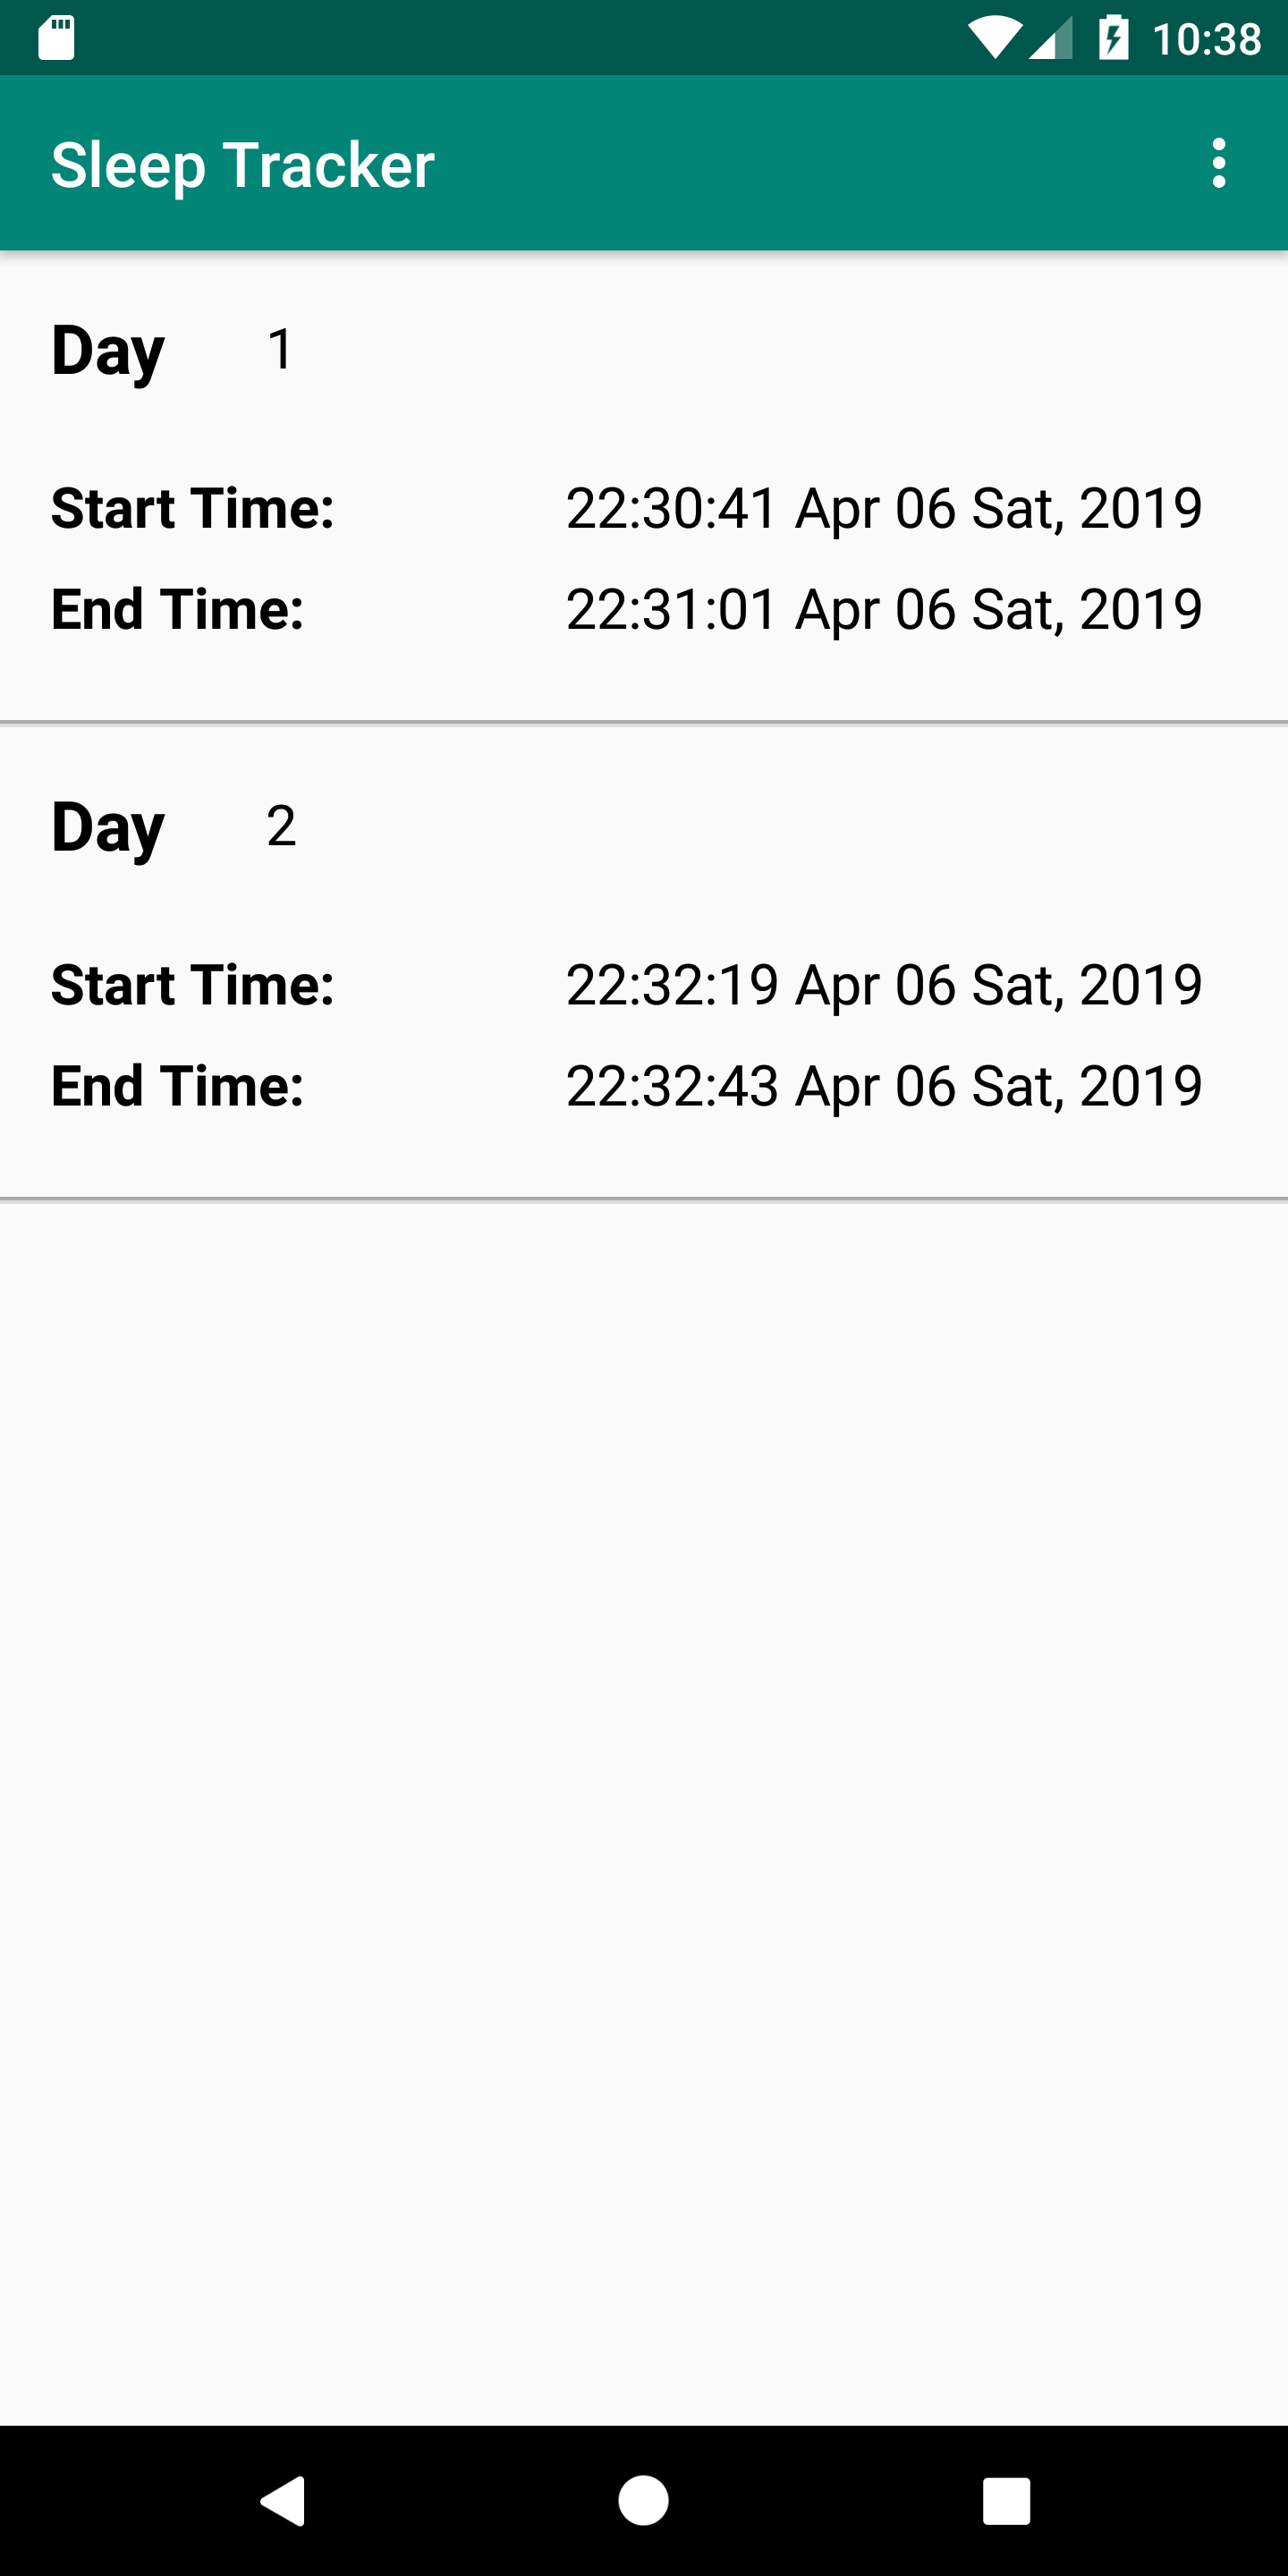 10:38
Sleep Tracker
Day 1
Start Time: 22:30:41 Apr 06 Sat, 2019
End Time: 22:31:01 Apr 06 Sat, 2019
Day 2
Start Time: 22:32:19 Apr 06 Sat, 2019
End Time: 22:32:43 Apr 06 Sat, 2019